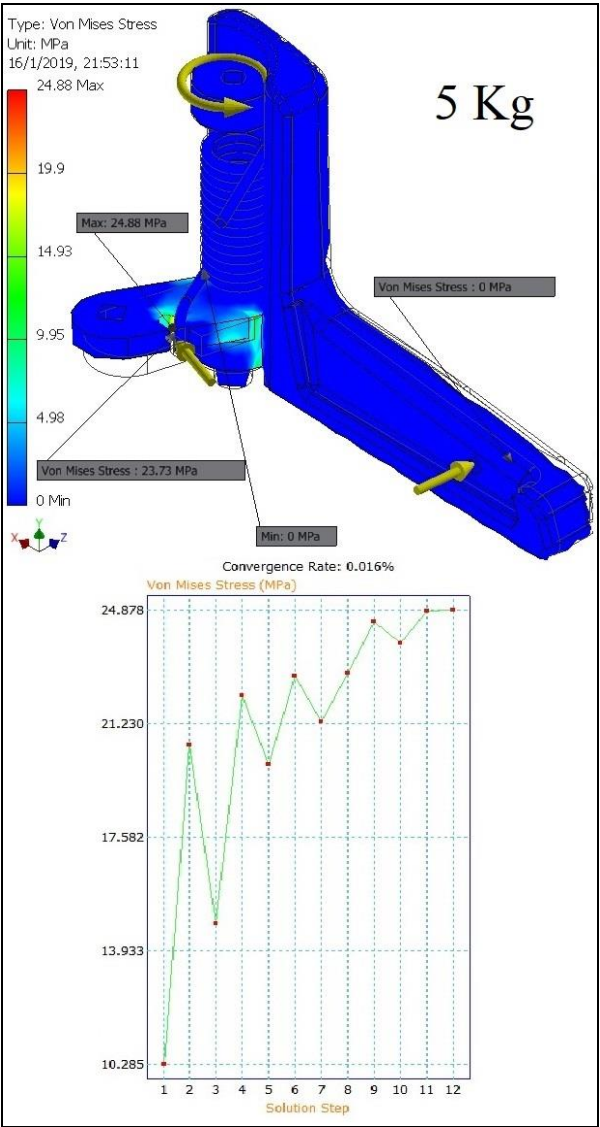 Type: Von Mises Stress
Unit: MPa
16/1/2019, 21:53:11
24.88 Max
5 Kg
19.9
Max: 24.88 MPa
14.93
Von Mises Stress : 0 MPa
9.95
4.98
Von Mises Stress : 23.73 MPa
0 Min
Min: 0 MPa
Y
X
Z
Convergence Rate: 0.016%
Von Mises Stress (MPa)
24.878
21.230
17.582
13.933
10.285
1 2 3 4 5 6 7 8 9 10 11 12
Solution Step